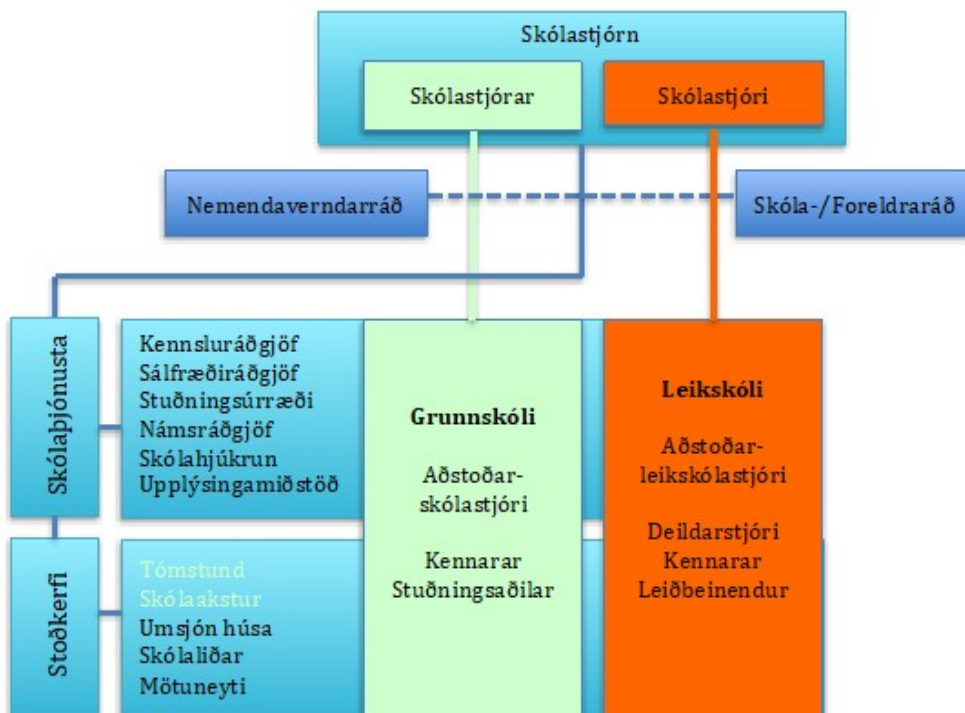 Skólastjórn
Skólastjórar
Skólastjóri
Nemendaverndarráð
Skóla-/Foreldraráð
Skólaþjónusta
Kennsluráðgjöf
Sálfræðiráðgjöf
Stuðningsúrræði
Námsráðgjöf
Skólahjúkrun
Upplýsingamiðstöð
Grunnskóli
Aðstoðar-
skólastjóri
Kennarar
Stuðningsaðilar
Leikskóli
Aðstoðar-
leikskólastjóri
Deildarstjóri
Kennarar
Leiðbeinendur
Stoðkerfi
Tómstund
Skólaakstur
Umsjón húsa
Skólaliðar
Mötuneyti